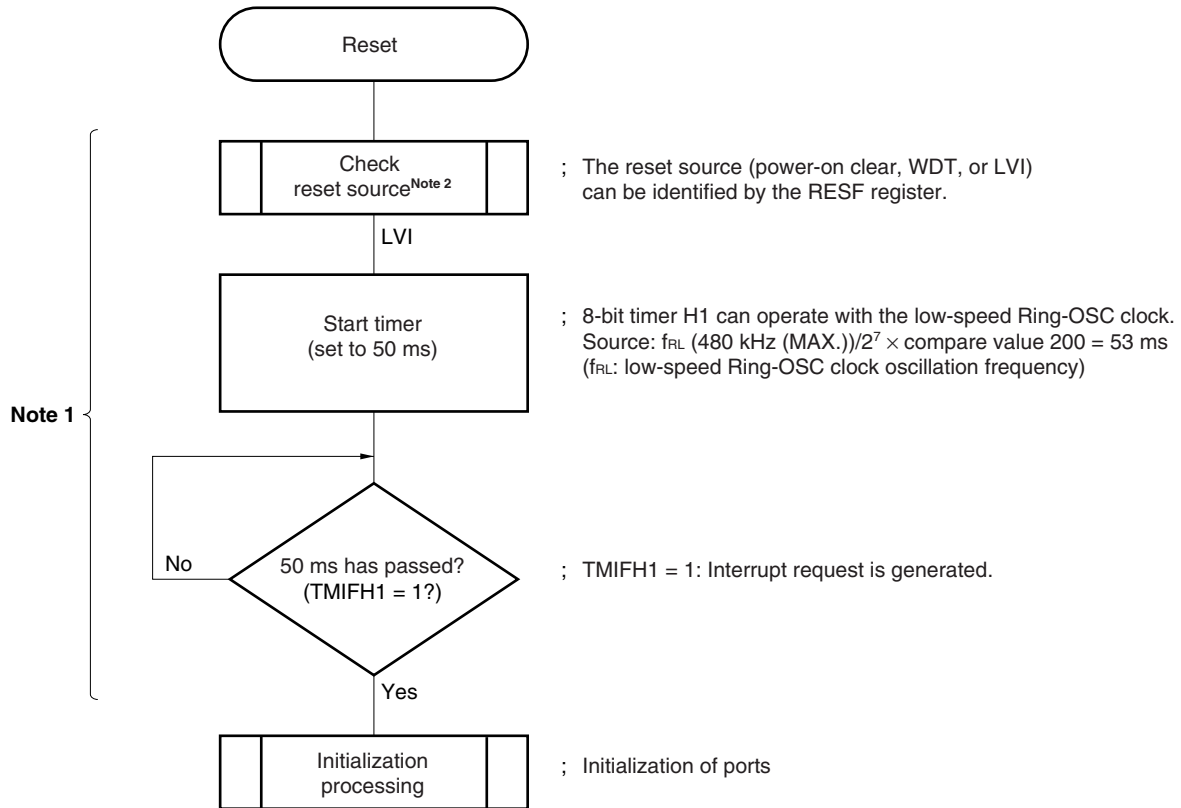 Reset
Check
reset source Note 2
; The reset source (power-on clear, WDT, or LVI)
can be identified by the RESF register.
LVI
Start timer
(set to 50 ms)
; 8-bit timer H1 can operate with the low-speed Ring-OSC clock.
Source: fRL (480 kHz (MAX.))/2⁷ × compare value 200 = 53 ms
(fRL: low-speed Ring-OSC clock oscillation frequency)
Note 1
No
50 ms has passed?
(TMIFH1 = 1?)
; TMIFH1 = 1: Interrupt request is generated.
Yes
Initialization
processing
; Initialization of ports